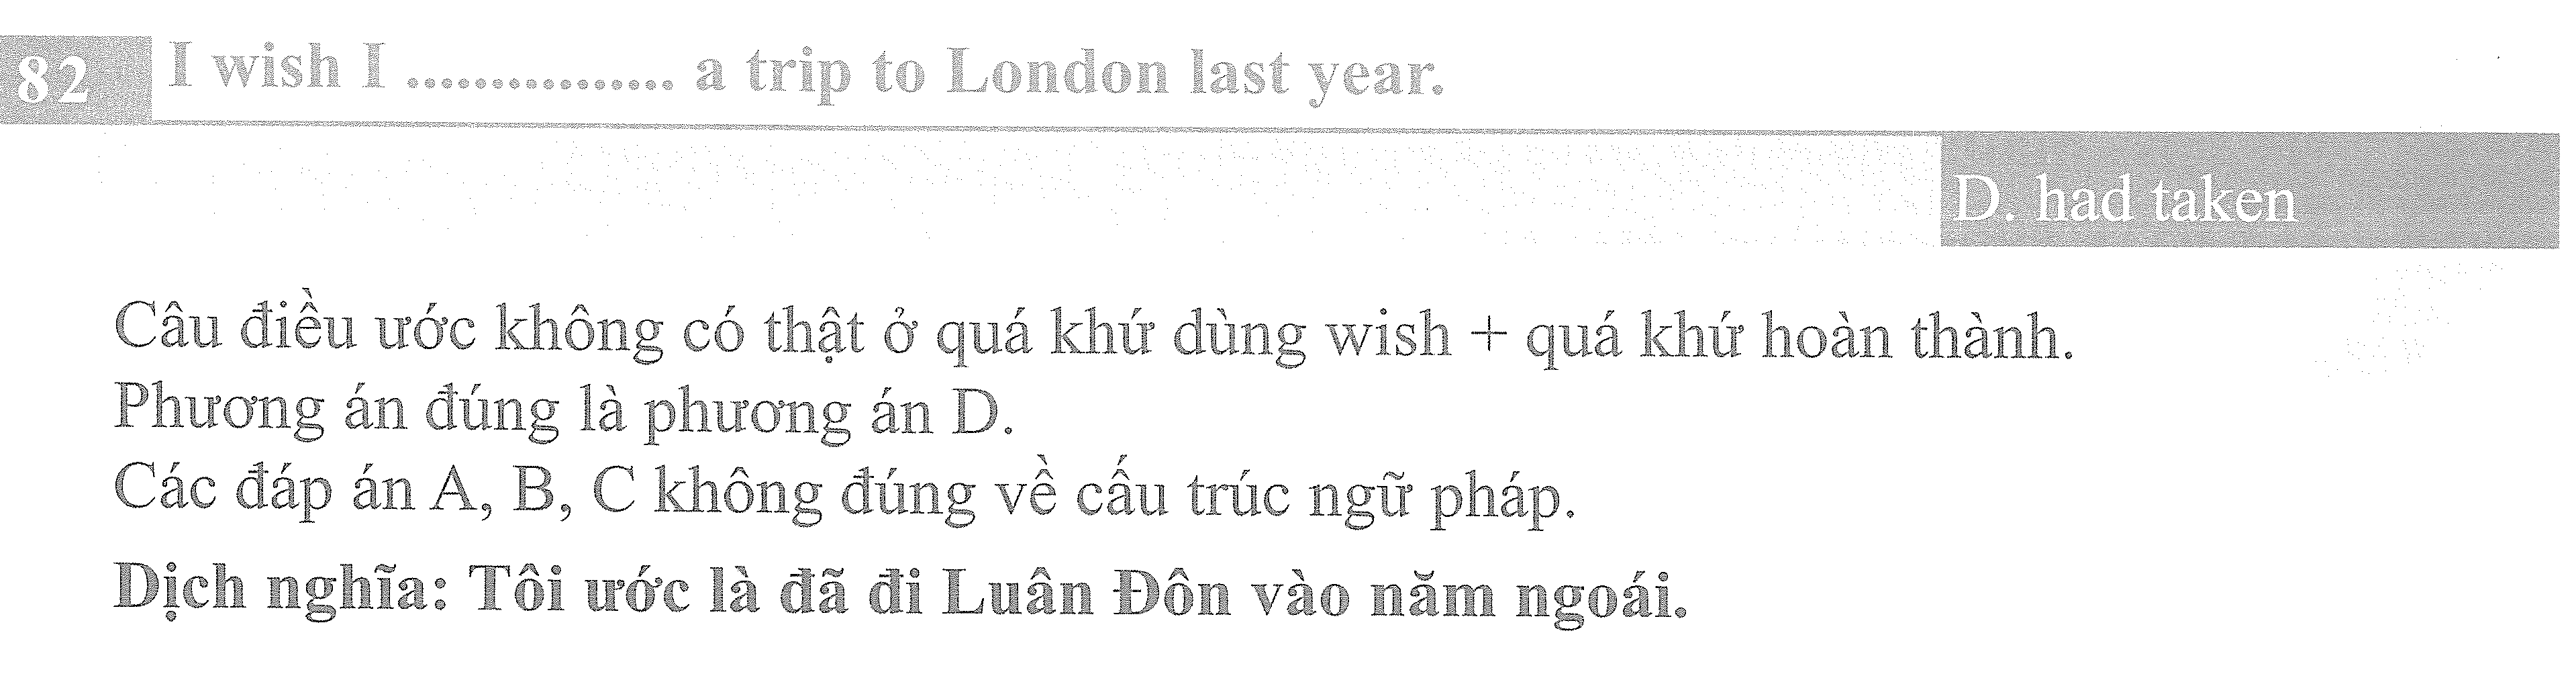 82 I wish I ................ a trip to London last year.
D. had taken
Câu điều ước không có thật ở quá khứ dùng wish + quá khứ hoàn thành.
Phương án đúng là phương án D.
Các đáp án A, B, C không đúng về cấu trúc ngữ pháp.
Dịch nghĩa: Tôi ước là đã đi Luân Đôn vào năm ngoái.